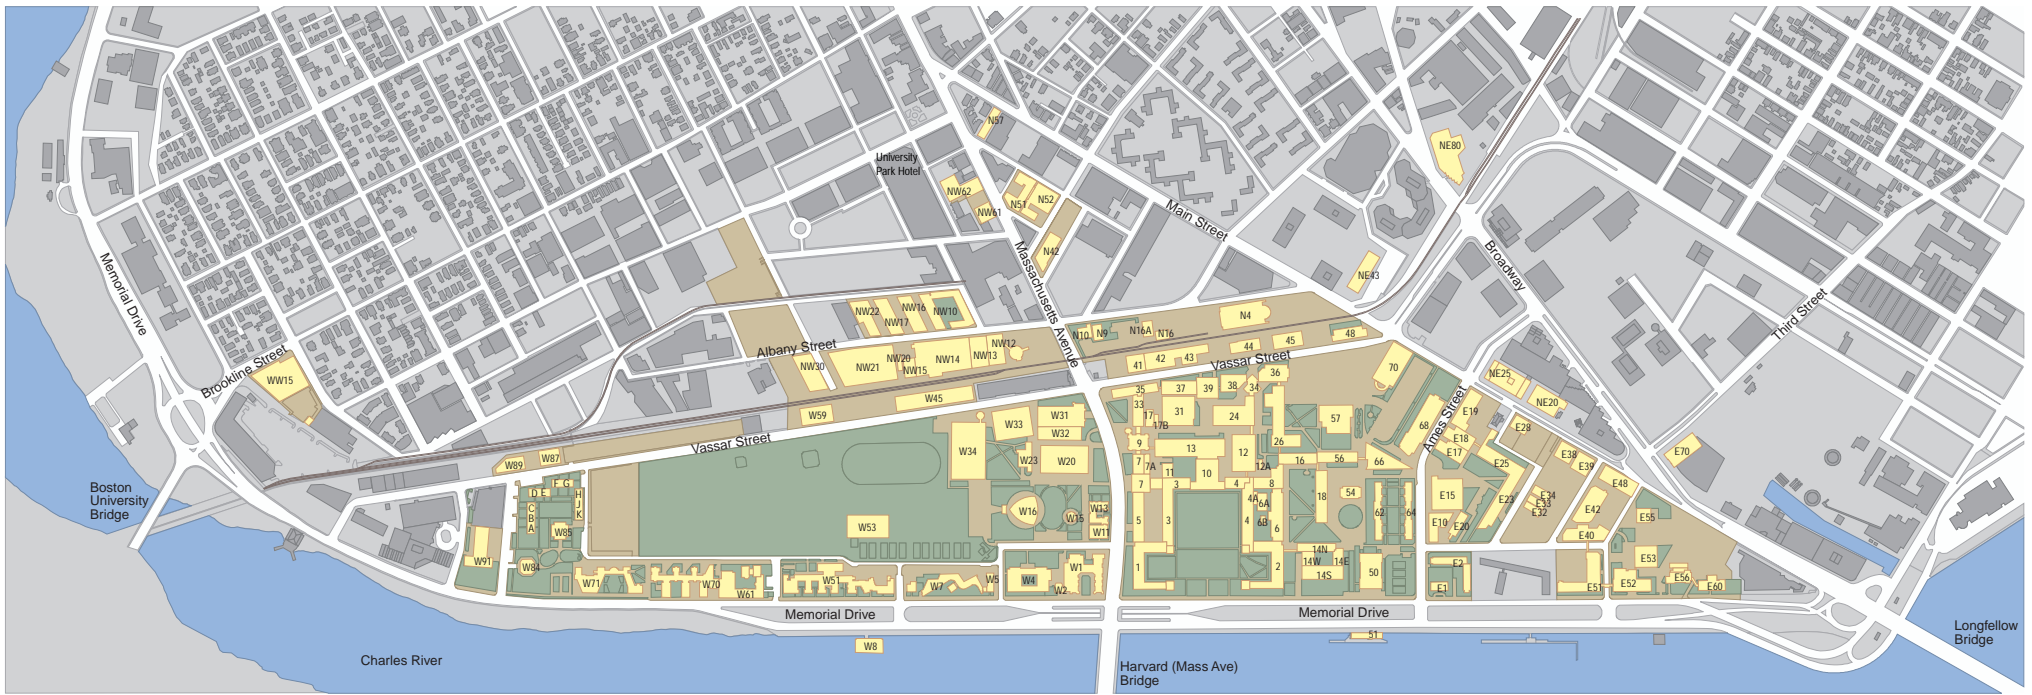 N57
NE80
University
Park Hotel
NW62
N51
N52
NW61
Main Street
N42
Massachusetts Avenue
NE43
Broadway
Memorial Drive
Third Street
NW22
NW17
NW16
NW10
N10
N9
N16A
N16
N4
48
Albany Street
NW30
NW21
NW20
NW15
NW14
NW13
NW12
41
42
43
44
45
Vassar Street
Brookline Street
WW15
W59
W45
Vassar Street
35
37
39
38
34
36
70
NE25
NE20
33
31
17
17B
24
57
68
Ames Street
E19
E18
E17
E28
W31
W32
W33
W34
W23
W20
9
7
7A
13
11
10
12
12A
26
16
56
66
E25
E38
E39
E70
W89
W87
F
G
D
E
H
J
K
C
B
A
W85
W84
W91
W53
W16
W15
W13
W11
7
3
4
8
4A
6A
6B
5
3
4
6
18
54
62
64
E15
E10
E20
E23
E34
E33
E32
E42
E48
E55
E40
E53
Boston
University
Bridge
W71
W70
W61
W51
W7
W5
W4
W1
W2
1
2
14N
14W
14E
14S
50
E2
E1
E51
E52
E56
E60
Memorial Drive
Memorial Drive
W8
51
Charles River
Harvard (Mass Ave)
Bridge
Longfellow
Bridge